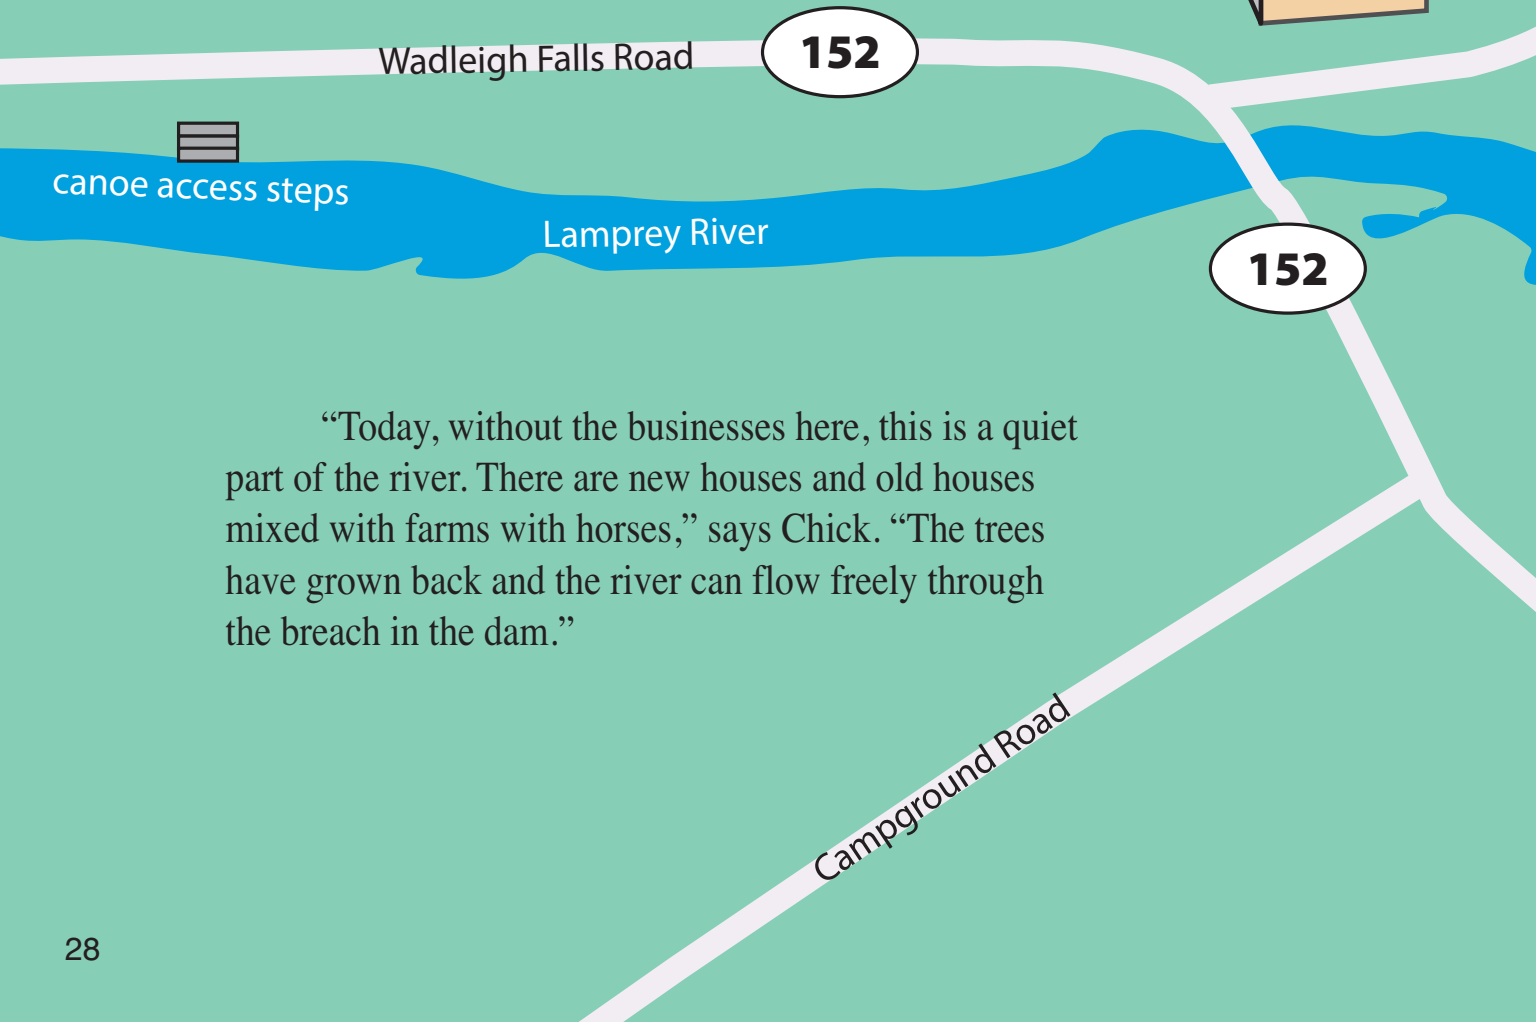 Wadleigh Falls Road
152
canoe access steps
Lamprey River
152
“Today, without the businesses here, this is a quiet
part of the river. There are new houses and old houses
mixed with farms with horses,” says Chick. “The trees
have grown back and the river can flow freely through
the breach in the dam.”
Campground Road
28